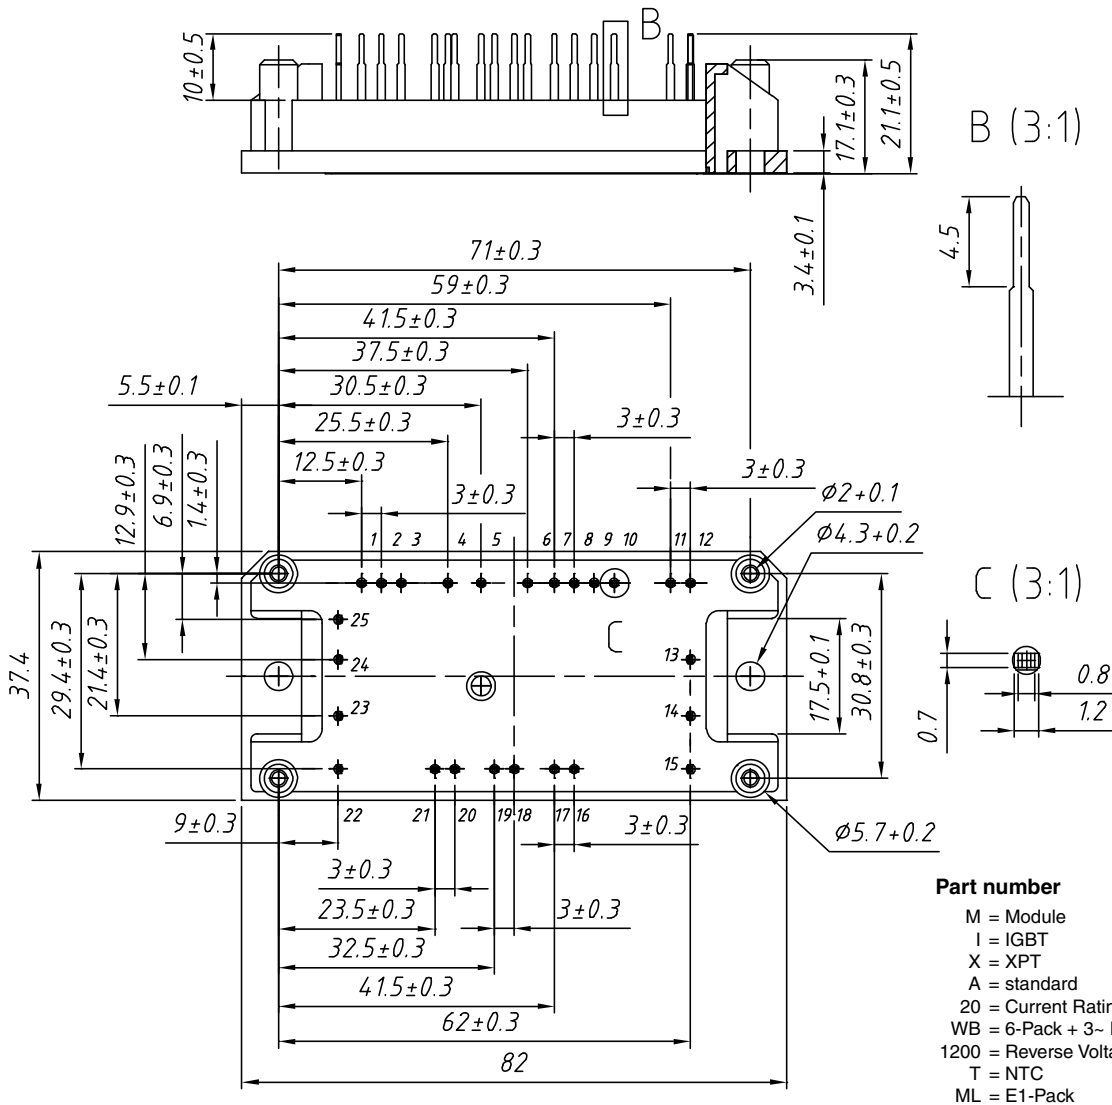 B
10±0.5
17.1±0.3
21.1±0.5
3.4±0.1
B (3:1)
4.5
71±0.3
59±0.3
41.5±0.3
37.5±0.3
5.5±0.1
30.5±0.3
25.5±0.3
3±0.3
12.5±0.3
3±0.3
3±0.3
12.9±0.3
6.9±0.3
1.4±0.3
Ø2+0.1
Ø4.3+0.2
1 2 3 4 5 6 7 8 9 10 11 12
C (3:1)
25
C
24
13
37.4
29.4±0.3
21.4±0.3
17.5+0.1
30.8±0.3
0.8
1.2
0.7
23
14
15
22 21 20 19 18 17 16
9±0.3
3±0.3
Ø5.7+0.2
3±0.3
23.5±0.3
3±0.3
32.5±0.3
41.5±0.3
62±0.3
82
Part number
M = Module
I = IGBT
X = XPT
A = standard
20 = Current
WB = 6-Pack + 3~
1200 = Reverse
T = NTC
ML = E1-Pack